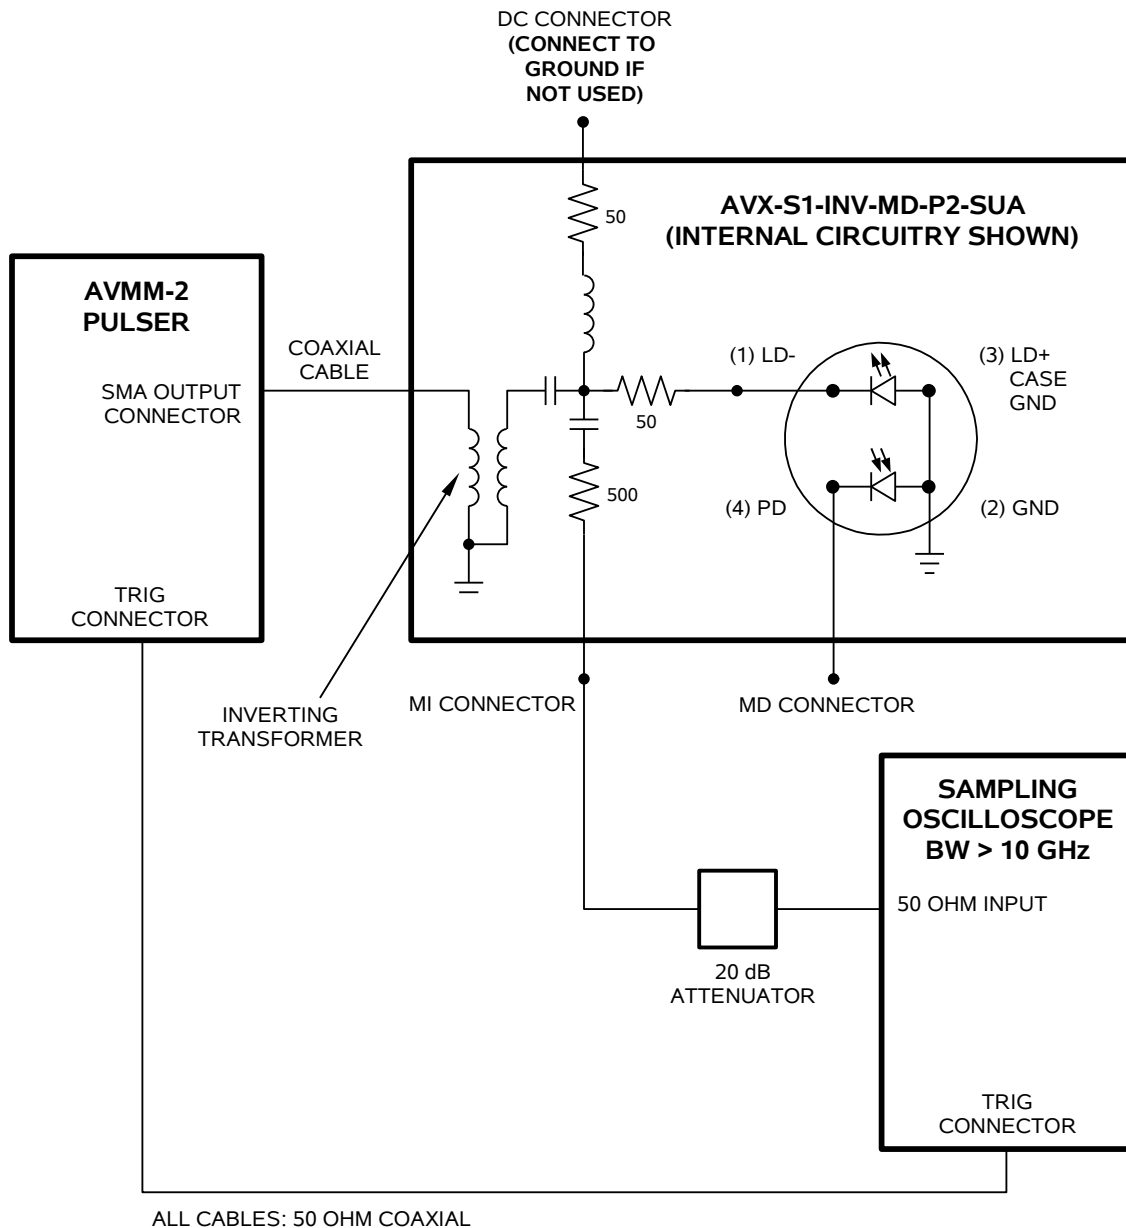 DC CONNECTOR
(CONNECT TO
GROUND IF
NOT USED)
AVX-S1-INV-MD-P2-SUA
(INTERNAL CIRCUITRY SHOWN)
50
AVMM-2
PULSER
SMA OUTPUT
CONNECTOR
COAXIAL
CABLE
(1) LD-
(3) LD+
CASE
GND
50
500
(4) PD
(2) GND
TRIG
CONNECTOR
INVERTING
TRANSFORMER
MI CONNECTOR
MD CONNECTOR
SAMPLING
OSCILLOSCOPE
BW > 10 GHz
50 OHM INPUT
20 dB
ATTENUATOR
TRIG
CONNECTOR
ALL CABLES: 50 OHM COAXIAL